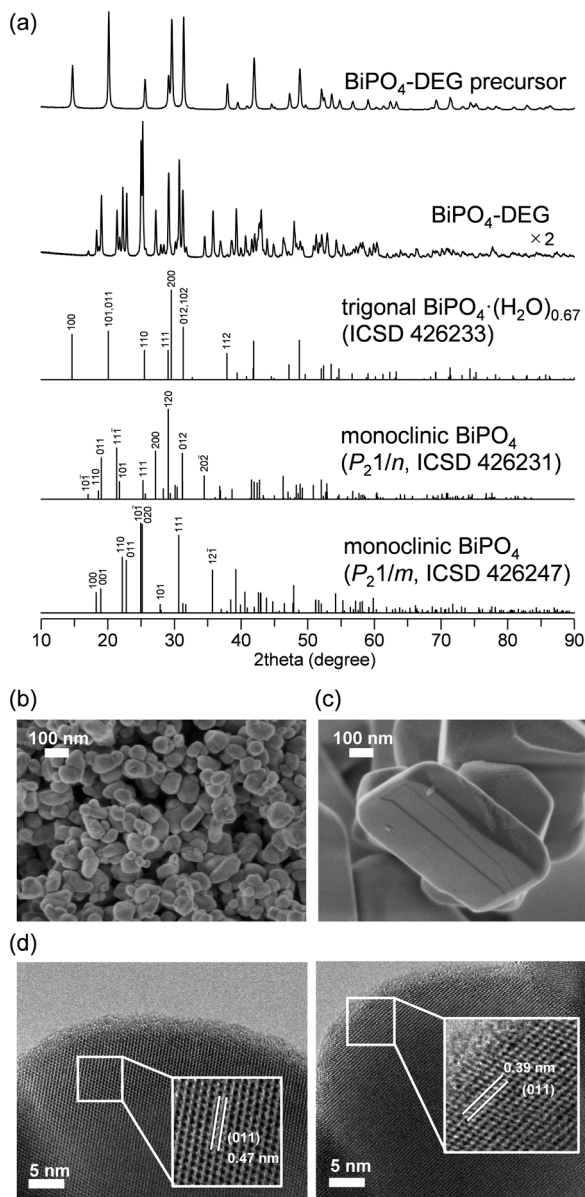 (a)
BiPO₄-DEG precursor
BiPO₄-DEG
×2
trigonal BiPO₄·(H₂O)₀.₆₇
(ICSD 426233)
100
101,011
110
111
200
012,102
112
monoclinic BiPO₄
(P₂1/n, ICSD 426231)
101̄
110
011
111̄
101
111
200
120
012
202̄
monoclinic BiPO₄
(P₂1/m, ICSD 426247)
100
001
110
011
101̄
020
101
111
121̄
10 20 30 40 50 60 70 80 90
2theta (degree)
(b)
100 nm
(c)
100 nm
(d)
(011)
0.47 nm
5 nm
0.39 nm
(011)
5 nm